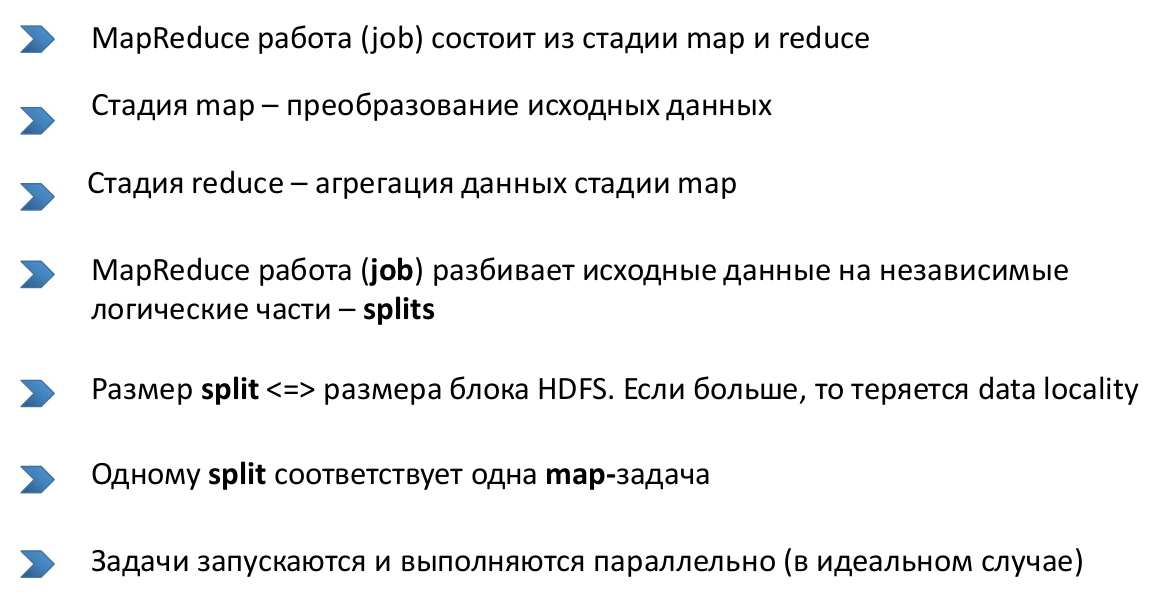 MapReduce работа (job) состоит из стадии map и reduce
Стадия map – преобразование исходных данных
Стадия reduce – агрегация данных стадии map
MapReduce работа (job) разбивает исходные данные на независимые
логические части – splits
Размер split <=> размера блока HDFS. Если больше, то теряется data locality
Одному split соответствует одна map-задача
Задачи запускаются и выполняются параллельно (в идеальном случае)